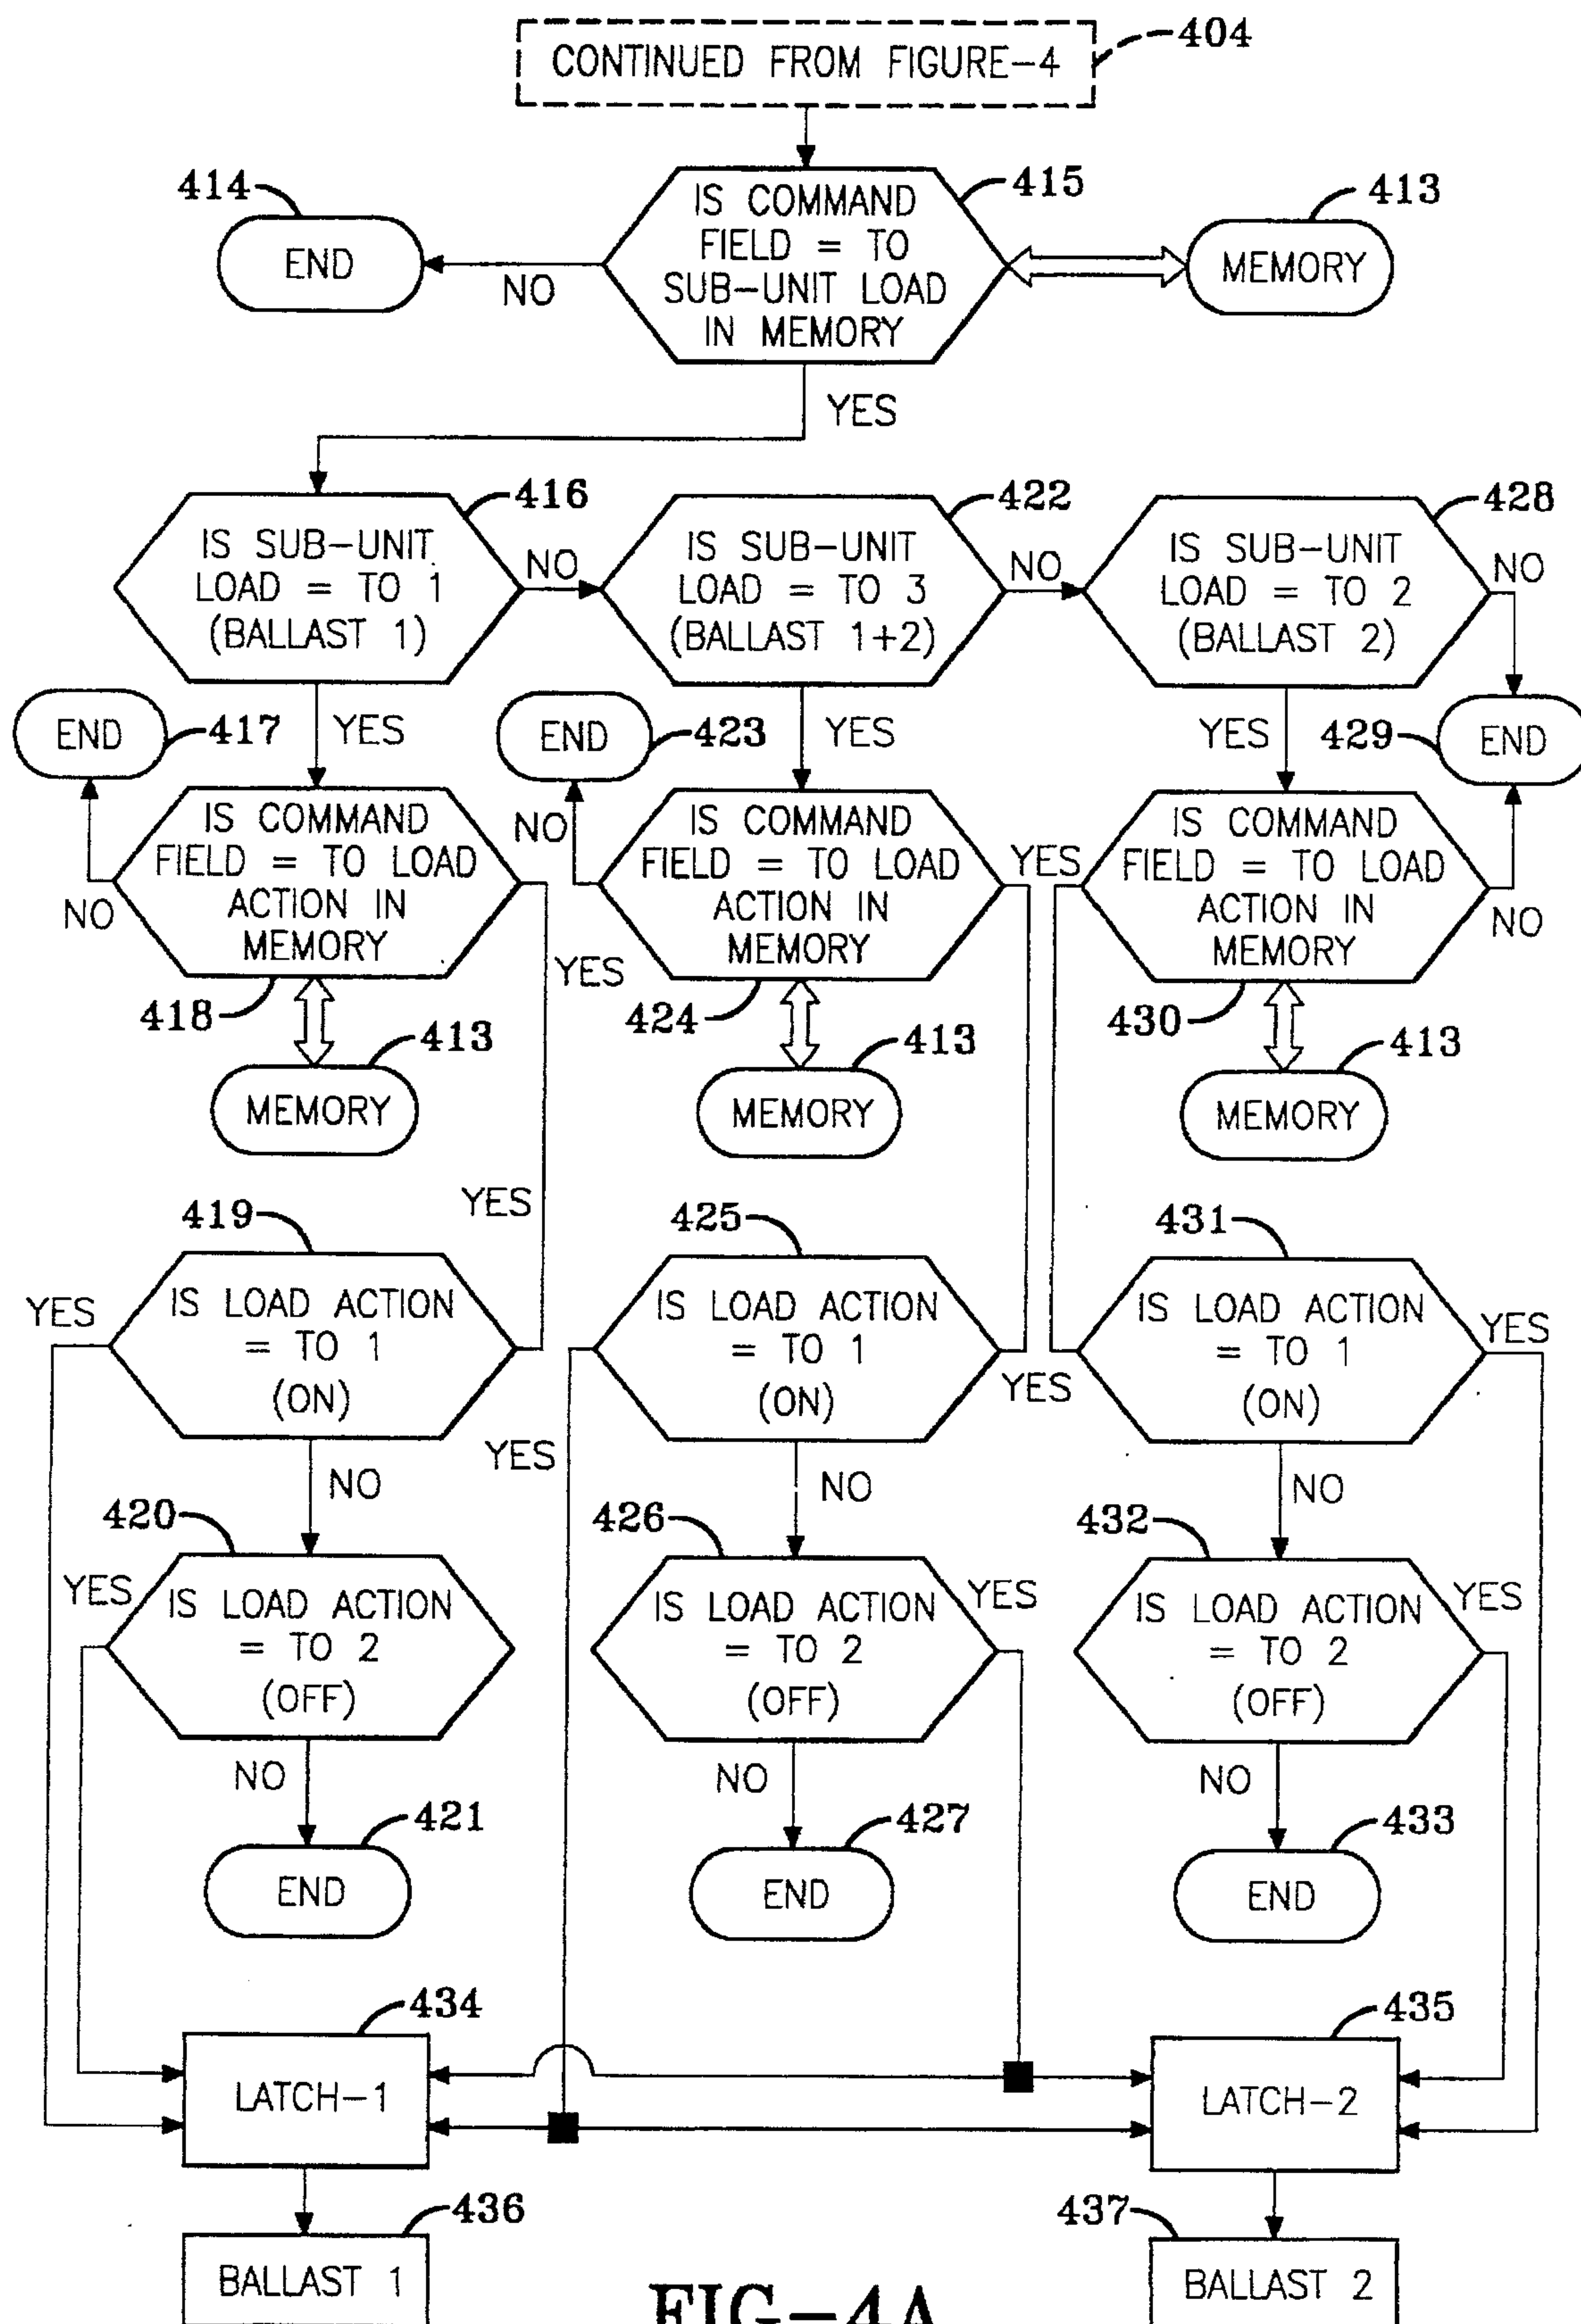 CONTINUED FROM FIGURE-4
404
414
END
NO
IS COMMAND
FIELD = TO
SUB-UNIT LOAD
IN MEMORY
415
413
MEMORY
YES
IS SUB-UNIT
LOAD = TO 1
(BALLAST 1)
416
NO
IS SUB-UNIT
LOAD = TO 3
(BALLAST 1+2)
422
NO
IS SUB-UNIT
LOAD = TO 2
(BALLAST 2)
428
NO
END
417
YES
END
423
YES
YES
429
END
IS COMMAND
FIELD = TO LOAD
ACTION IN
MEMORY
NO
418
YES
NO
IS COMMAND
FIELD = TO LOAD
ACTION IN
MEMORY
424
YES
IS COMMAND
FIELD = TO LOAD
ACTION IN
MEMORY
430
NO
413
MEMORY
413
MEMORY
413
MEMORY
YES
419
YES
IS LOAD ACTION
= TO 1
(ON)
425
IS LOAD ACTION
= TO 1
(ON)
YES
YES
431
IS LOAD ACTION
= TO 1
(ON)
YES
NO
NO
NO
420
YES
IS LOAD ACTION
= TO 2
(OFF)
426
IS LOAD ACTION
= TO 2
(OFF)
YES
432
IS LOAD ACTION
= TO 2
(OFF)
YES
NO
NO
NO
421
END
427
END
433
END
434
LATCH-1
435
LATCH-2
436
BALLAST 1
437
BALLAST 2
FIG-4A